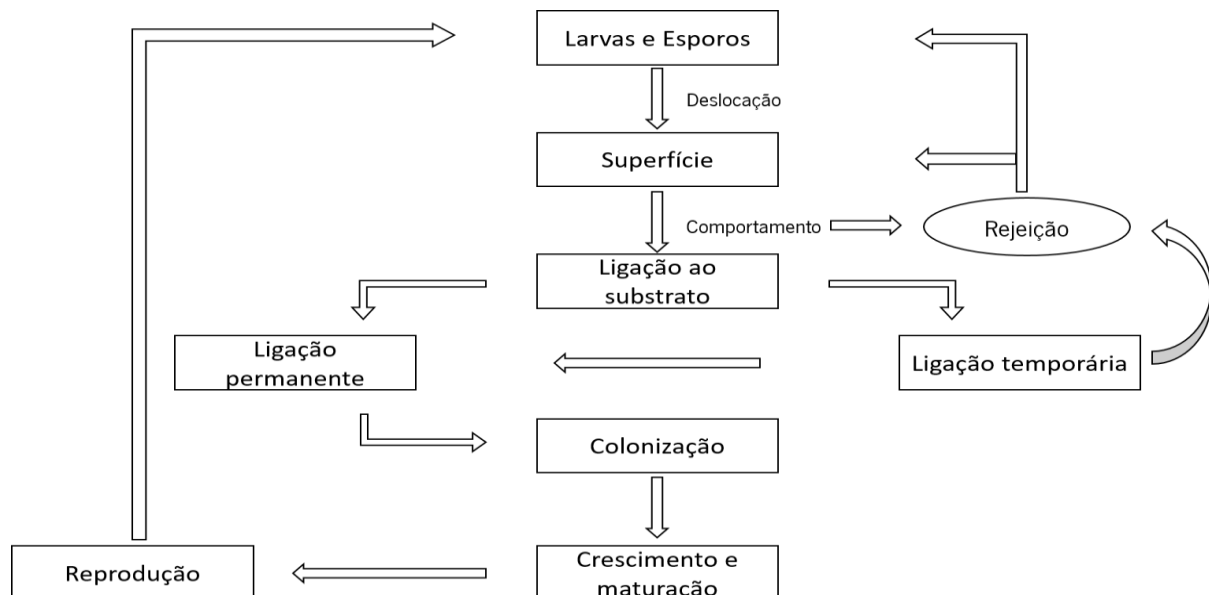 Larvas e Esporos
Deslocação
Superfície
Comportamento
Rejeição
Ligação ao
substrato
Ligação
permanente
Ligação temporária
Colonização
Reprodução
Crescimento e
maturação